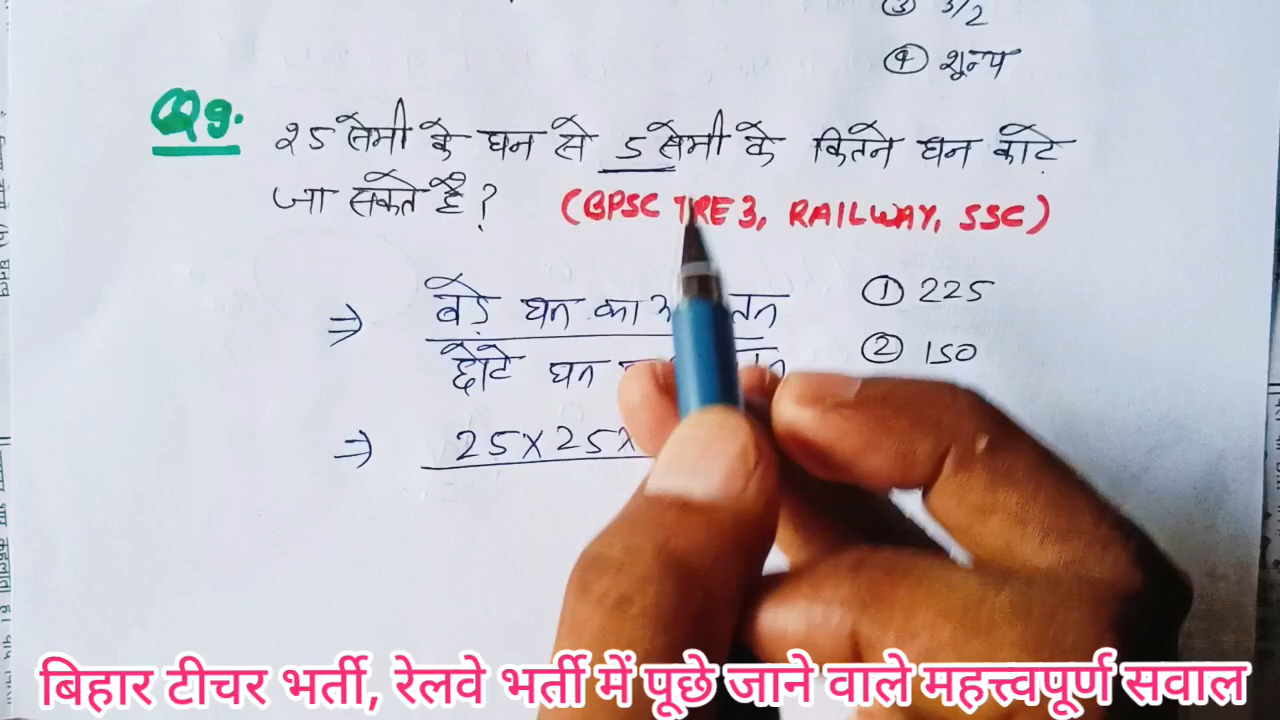 ③ 3/2
④ शून्य
Q9. 25 सेमी के घन से 5 सेमी के कितने घन काटे
जा सकते है? (BPSC TRE 3, RAILWAY, SSC)
⇒ बड़े घन का
छोटे घन
① 225
② 150
⇒ 25×25×
बिहार टीचर भर्ती, रेलवे भर्ती में पूछे जाने वाले महत्त्वपूर्ण सवाल